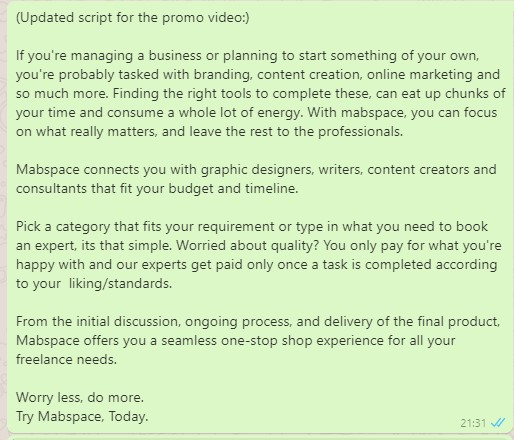 (Updated script for the promo video:)
If you're managing a business or planning to start something of your own,
you're probably tasked with branding, content creation, online marketing and
so much more. Finding the right tools to complete these, can eat up chunks of
your time and consume a whole lot of energy. With mabspace, you can focus
on what really matters, and leave the rest to the professionals.
Mabspace connects you with graphic designers, writers, content creators and
consultants that fit your budget and timeline.
Pick a category that fits your requirement or type in what you need to book
an expert, its that simple. Worried about quality? You only pay for what you're
happy with and our experts get paid only once a task is completed according
to your  liking/standards.
From the initial discussion, ongoing process, and delivery of the final product,
Mabspace offers you a seamless one-stop shop experience for all your
freelance needs.
Worry less, do more.
Try Mabspace, Today.
21:31